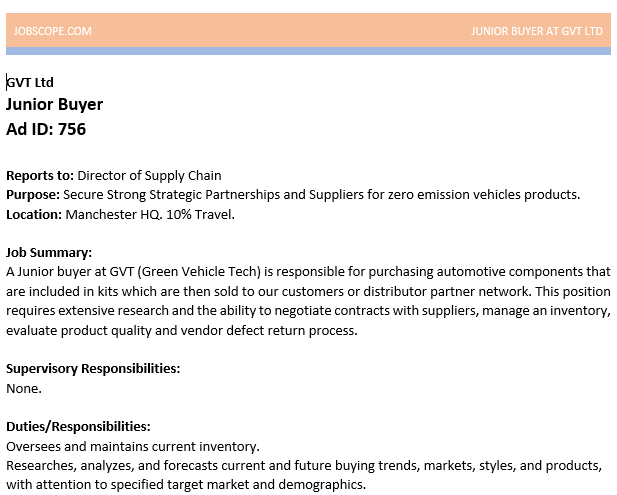 JOBSCOPE.COM JUNIOR BUYER AT GVT LTD
GVT Ltd
Junior Buyer
Ad ID: 756
Reports to: Director of Supply Chain
Purpose: Secure Strong Strategic Partnerships and Suppliers for zero emission vehicles products.
Location: Manchester HQ. 10% Travel.
Job Summary:
A Junior buyer at GVT (Green Vehicle Tech) is responsible for purchasing automotive components that
are included in kits which are then sold to our customers or distributor partner network. This position
requires extensive research and the ability to negotiate contracts with suppliers, manage an inventory,
evaluate product quality and vendor defect return process.
Supervisory Responsibilities:
None.
Duties/Responsibilities:
Oversees and maintains current inventory.
Researches, analyzes, and forecasts current and future buying trends, markets, styles, and products,
with attention to specified target market and demographics.